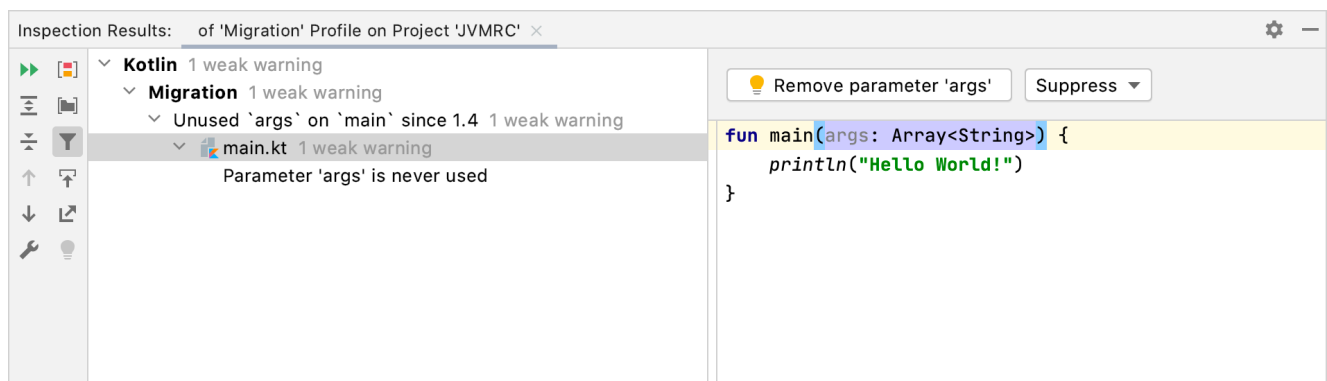 Inspection Results: of 'Migration' Profile on Project 'JVMRC'
Kotlin 1 weak warning
Migration 1 weak warning
Unused `args` on `main` since 1.4 1 weak warning
main.kt 1 weak warning
Parameter 'args' is never used
Remove parameter 'args' Suppress
fun main(args: Array<String>) {
    println("Hello World!")
}